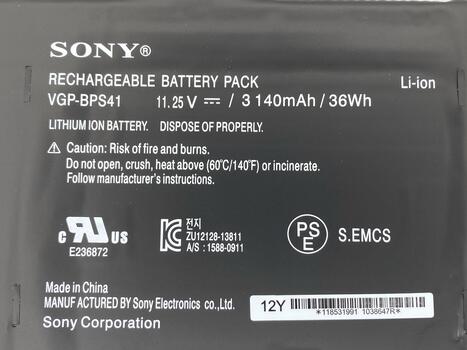 SONY®
RECHARGEABLE BATTERY PACK Li-ion
VGP-BPS41 11.25 V ⎓ / 3 140mAh / 36Wh
LITHIUM ION BATTERY. DISPOSE OF PROPERLY.
⚠ Caution: Risk of fire and burns.
Do not open, crush, heat above (60°C/140°F) or incinerate.
Follow manufacturer's instructions.
c RU US
E236872
전지
ZU12128-13811
A/S : 1588-0911
PS
E
S.EMCS
Made in China
MANUFACTURED BY Sony Electronics co.,Ltd.
Sony Corporation
12Y
*118531991 1038647R*